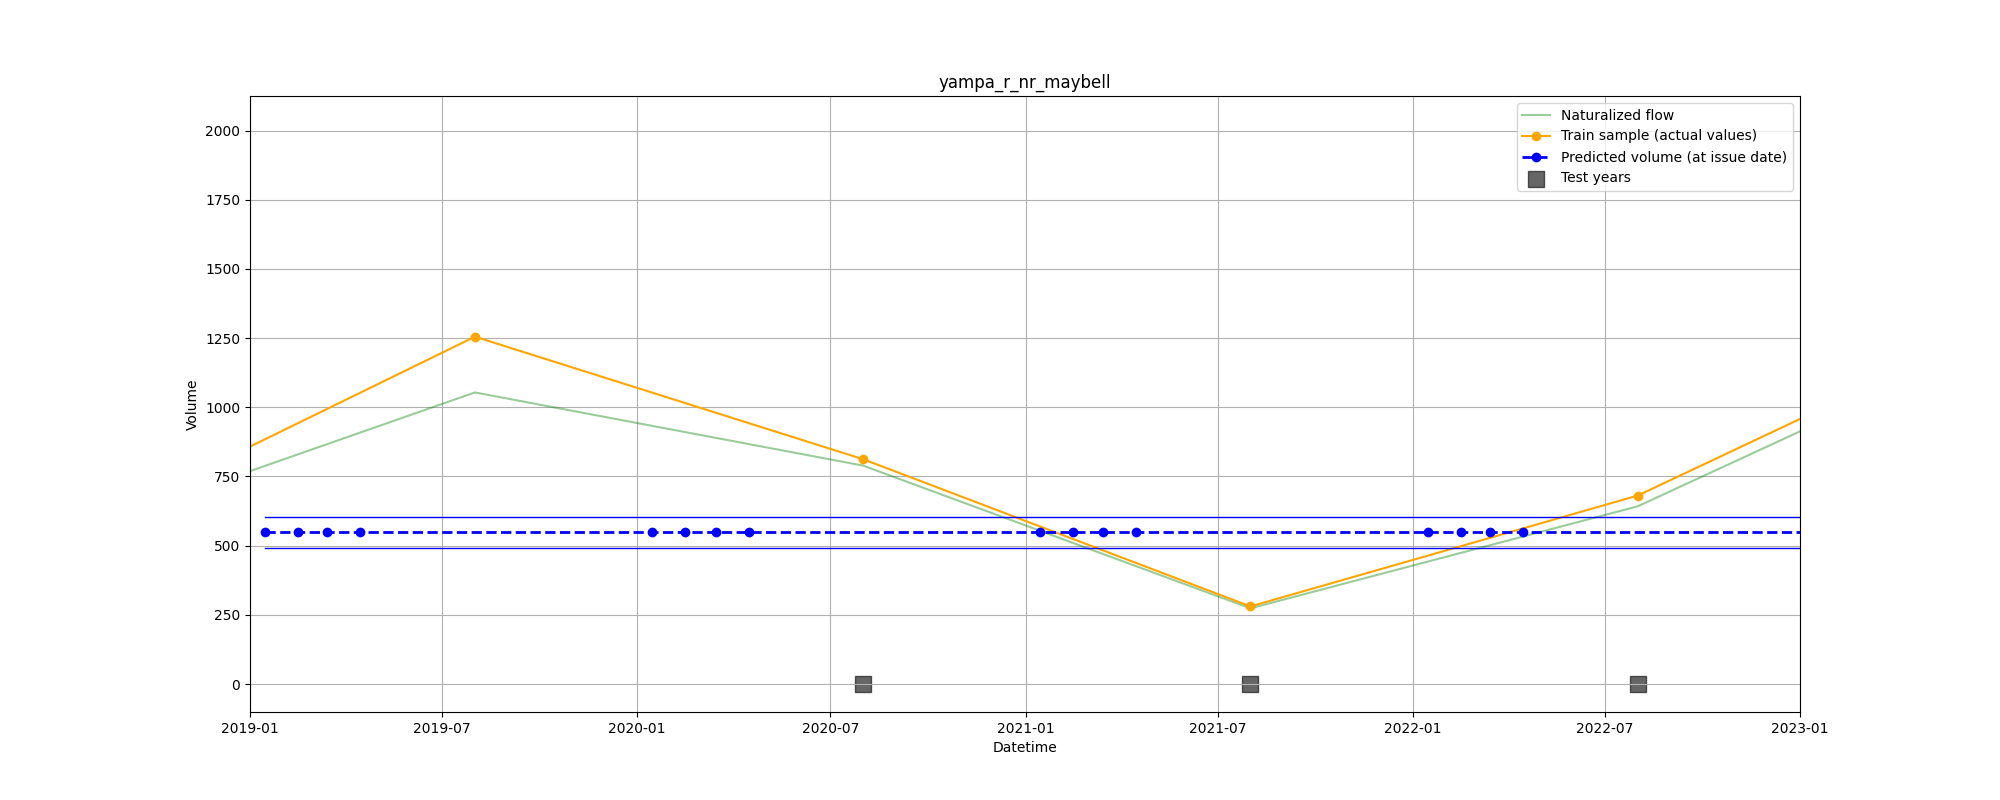 yampa_r_nr_maybell
Naturalized flow
Train sample (actual values)
Predicted volume (at issue date)
Test years
2000
1750
1500
1250
1000
750
500
250
0
Volume
2019-01 2019-07 2020-01 2020-07 2021-01 2021-07 2022-01 2022-07 2023-01
Datetime